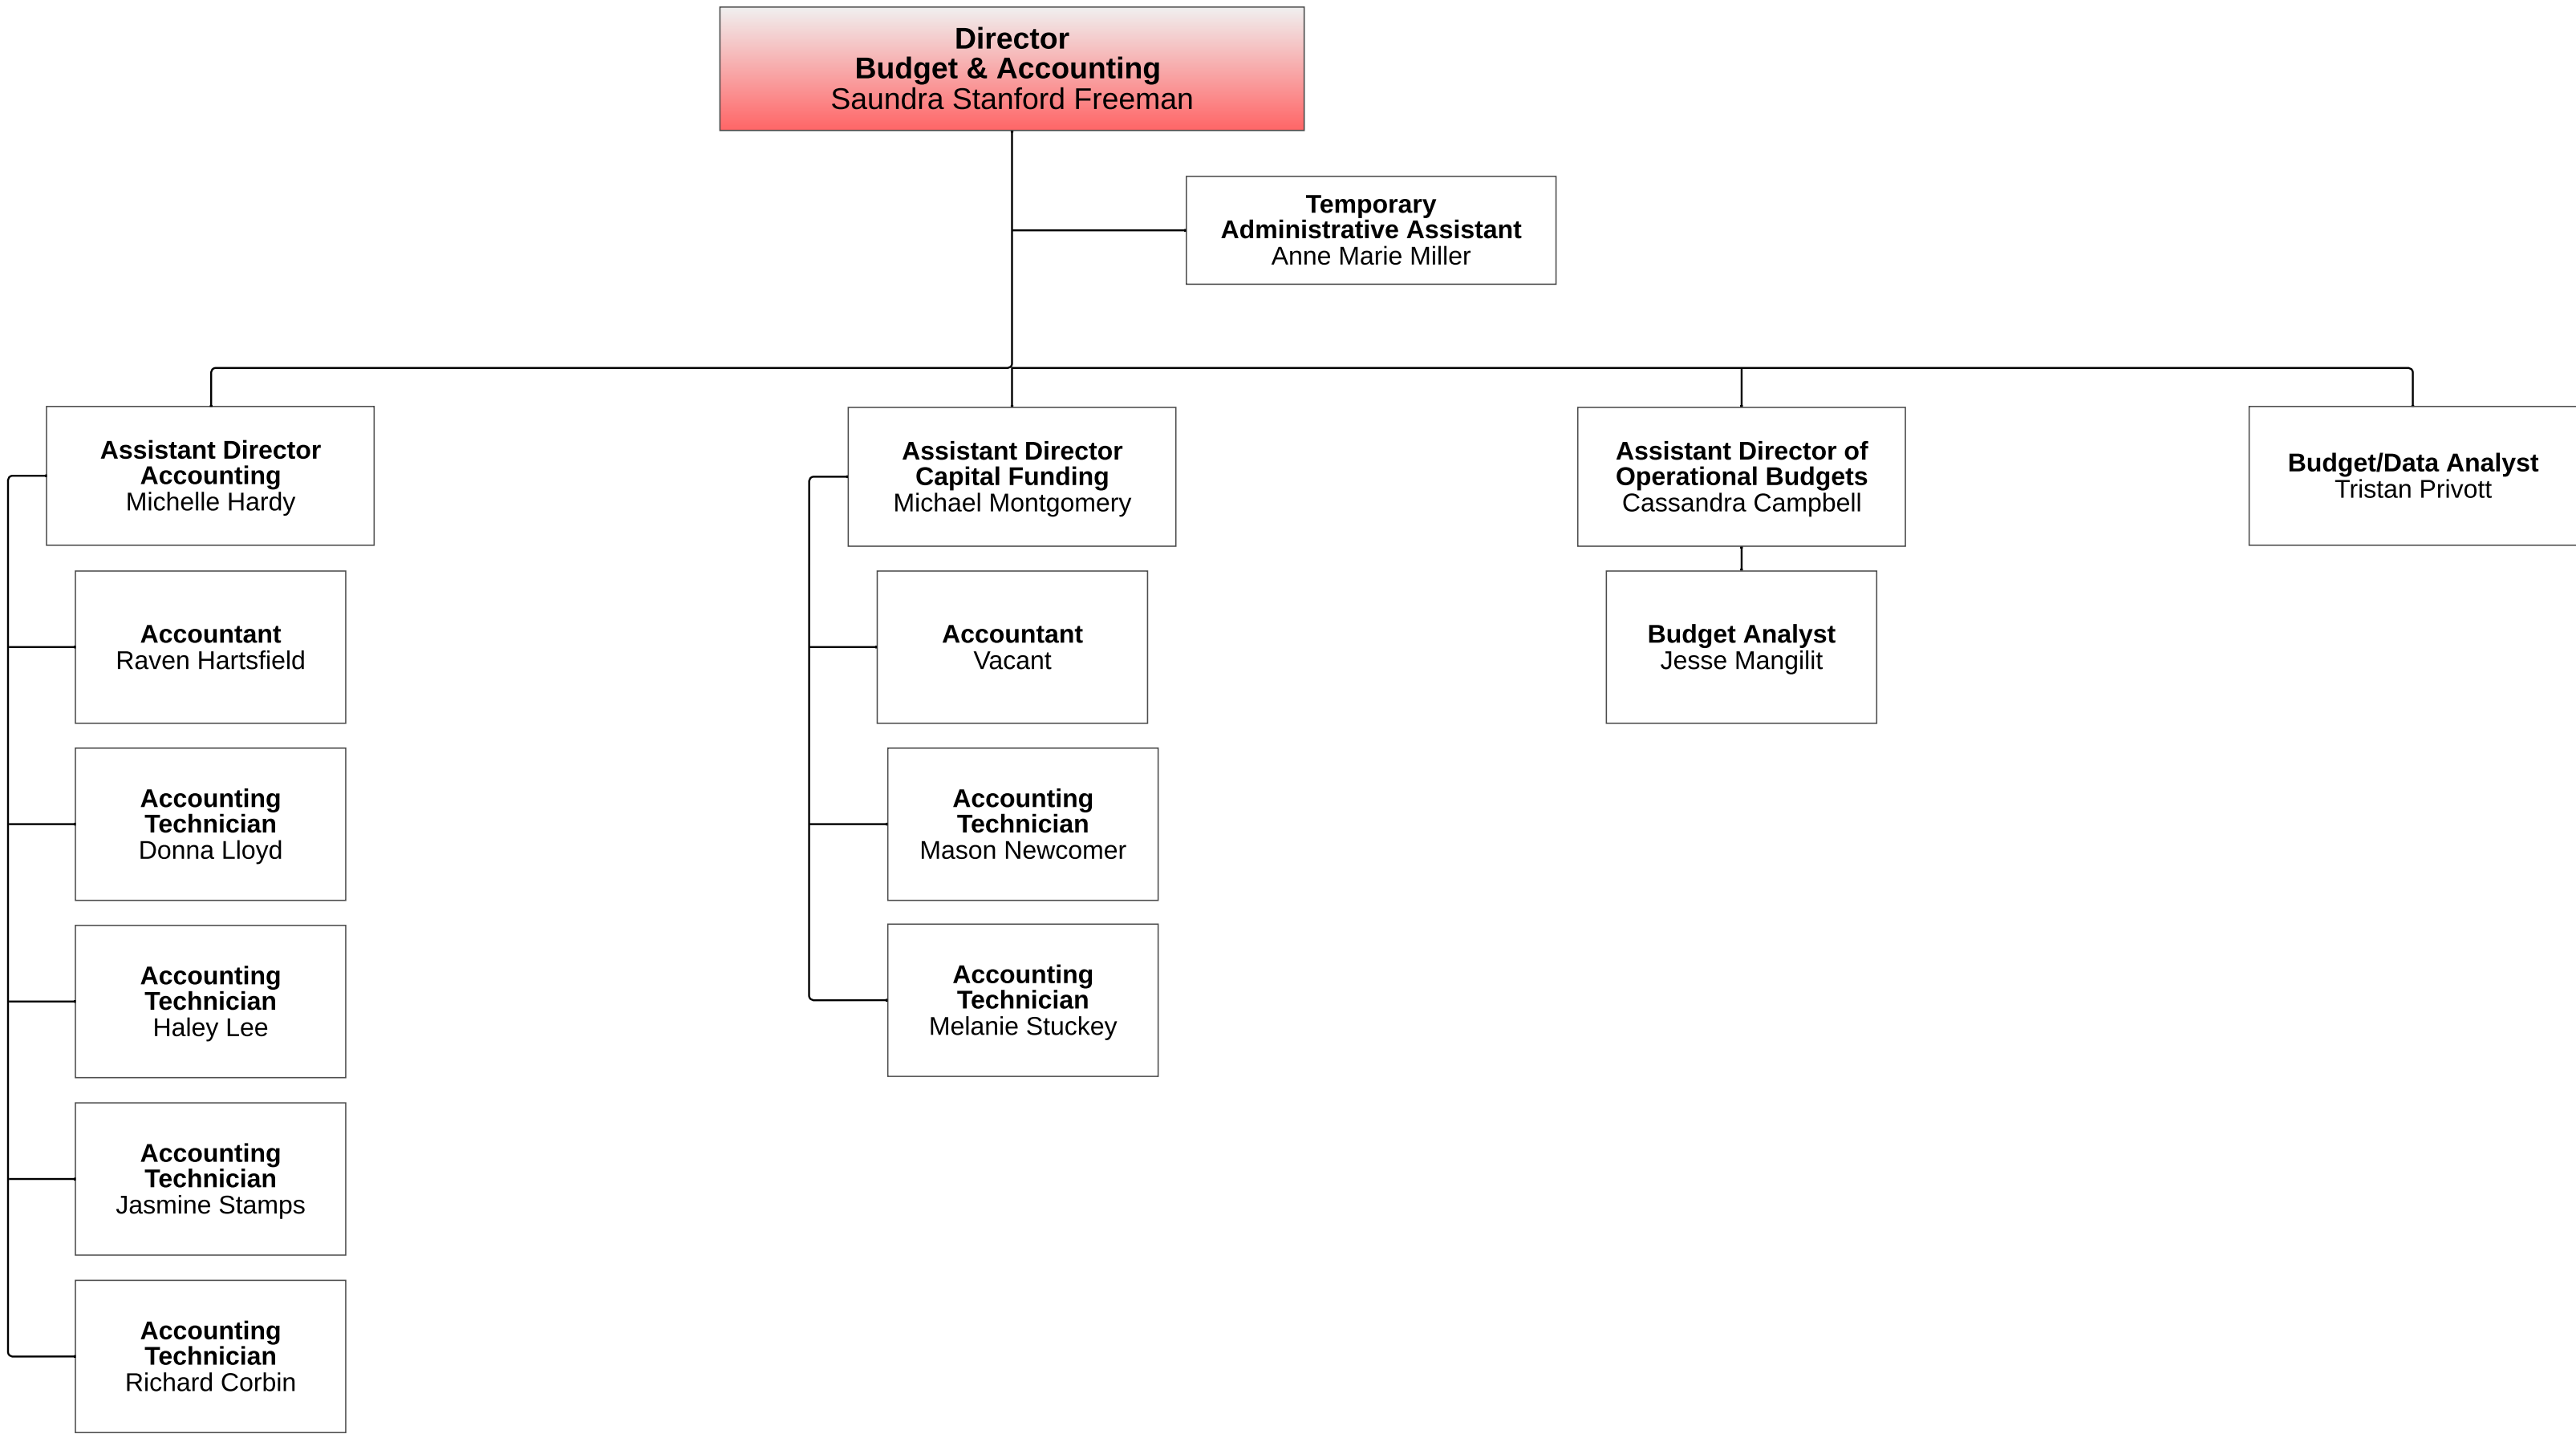 Director
Budget & Accounting
Saundra Stanford Freeman
Temporary
Administrative Assistant
Anne Marie Miller
Assistant Director
Accounting
Michelle Hardy
Assistant Director
Capital Funding
Michael Montgomery
Assistant Director of
Operational Budgets
Cassandra Campbell
Budget/Data Analyst
Tristan Privott
Accountant
Raven Hartsfield
Accountant
Vacant
Budget Analyst
Jesse Mangilit
Accounting
Technician
Donna Lloyd
Accounting
Technician
Mason Newcomer
Accounting
Technician
Haley Lee
Accounting
Technician
Melanie Stuckey
Accounting
Technician
Jasmine Stamps
Accounting
Technician
Richard Corbin